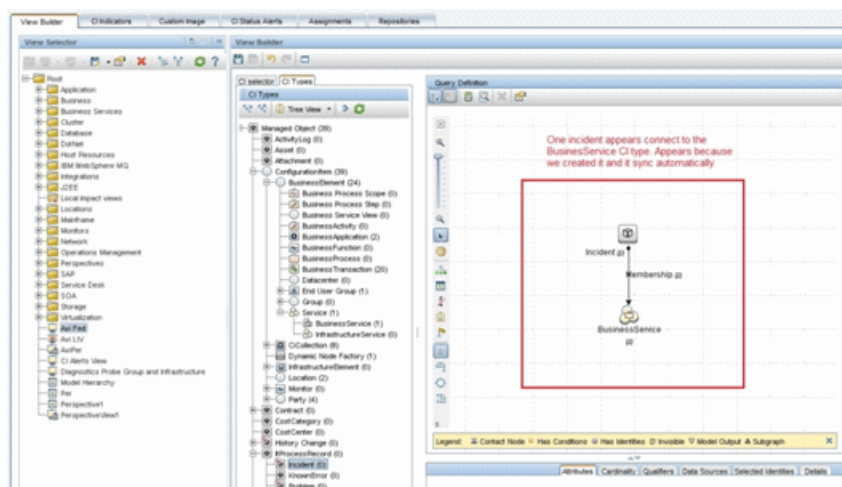 View Builder
CI Indicators
Custom Image
CI Status Alerts
Assignments
Repositories
View Selector
Root
Application
Business
Business Services
Cluster
Database
DotNet
Host Resources
IBM WebSphere MQ
Integrations
J2EE
Local impact views
Locations
Mainframe
Monitors
Network
Operations Management
Perspectives
SAP
Service Desk
SOA
Storage
Virtualization
Avi Fed
Avi LIV
AviPer
CI Alerts View
Diagnostics Probe Group and Infrastructure
Model Hierarchy
Per
Perspective1
PerspectiveView1
View Builder
CI selector
CI Types
CI Types
Tree View
Managed Object (39)
ActivityLog (0)
Asset (0)
Attachment (0)
ConfigurationItem (39)
BusinessElement (24)
Business Process Scope (0)
Business Process Step (0)
Business Service View (0)
BusinessActivity (0)
BusinessApplication (2)
BusinessFunction (0)
BusinessProcess (0)
BusinessTransaction (20)
Datacenter (0)
End User Group (1)
Group (0)
Service (1)
BusinessService (1)
InfrastructureService (0)
CiCollection (8)
Dynamic Node Factory (1)
InfrastructureElement (0)
Location (2)
Monitor (0)
Party (4)
Contract (0)
CostCategory (0)
CostCenter (0)
History Change (0)
ItProcessRecord (0)
Incident (0)
KnownError (0)
Problem (0)
Query Definition
One incident appears connect to the
BusinesService CI type. Appears because
we created it and it sync automatically
Incident
Membership
BusinessService
Legend: Contact Node Has Conditions Has Identities Invisible Model Output Subgraph
Attributes
Cardinality
Qualifiers
Data Sources
Selected Identities
Details